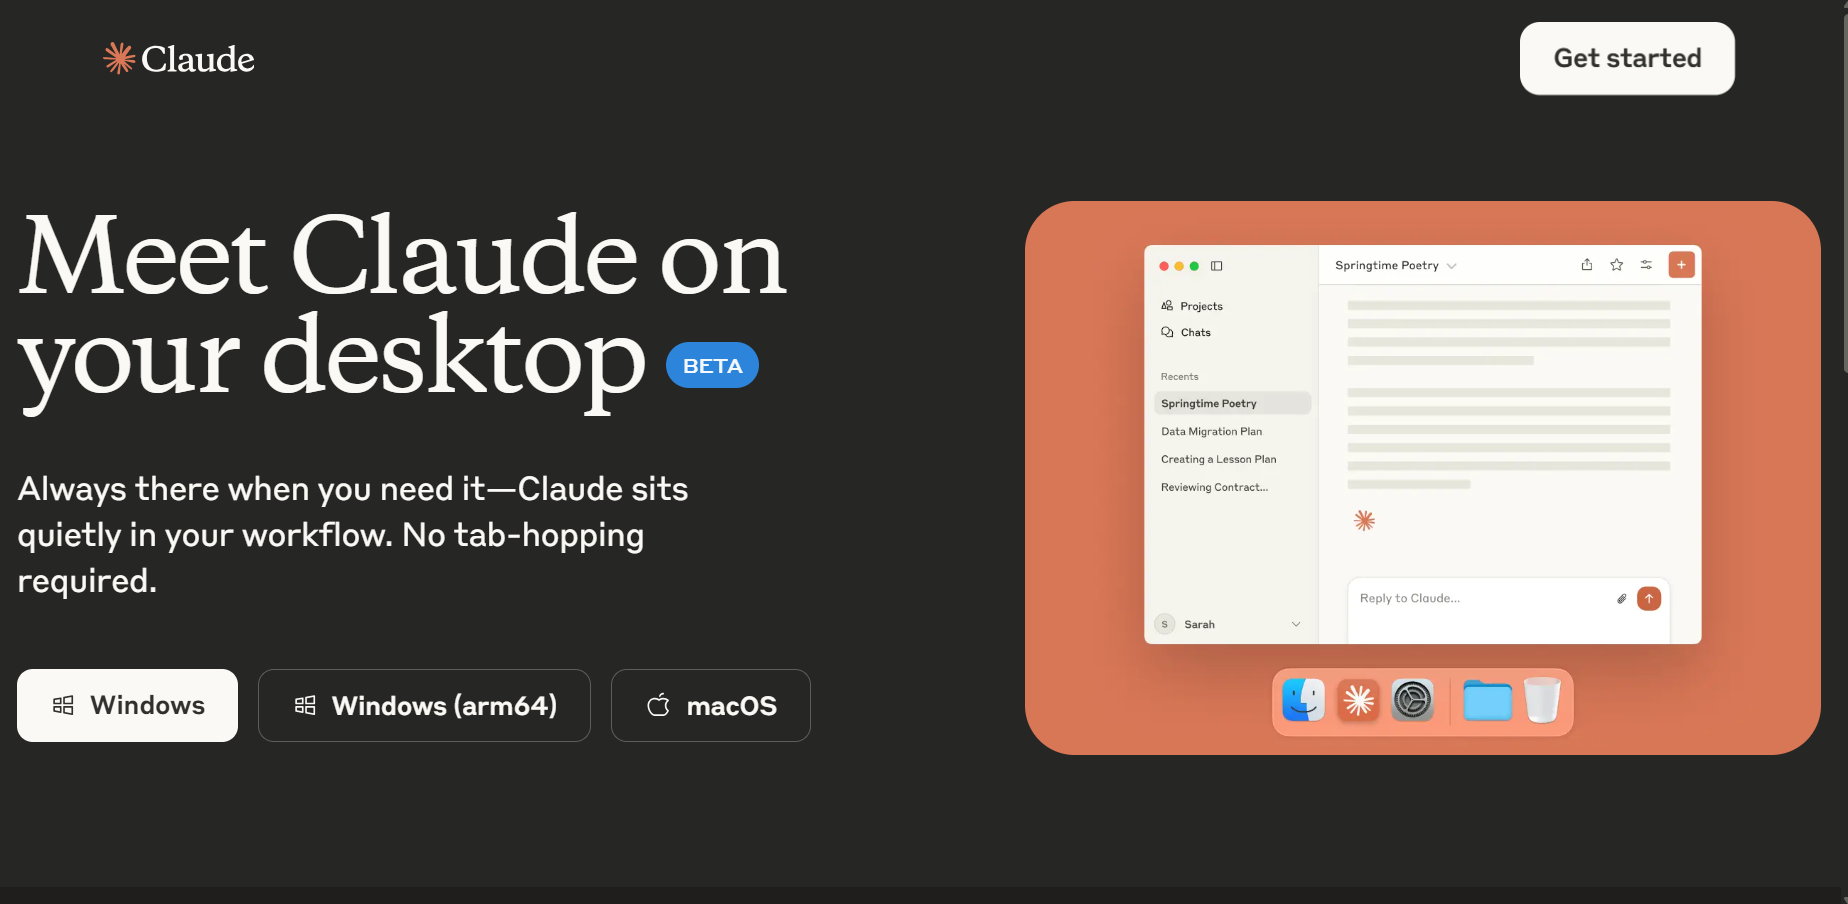 Claude
Get started
Meet Claude on
your desktop BETA
Always there when you need it—Claude sits
quietly in your workflow. No tab-hopping
required.
Windows
Windows (arm64)
macOS
Springtime Poetry
Projects
Chats
Recents
Springtime Poetry
Data Migration Plan
Creating a Lesson Plan
Reviewing Contract...
Reply to Claude...
S Sarah